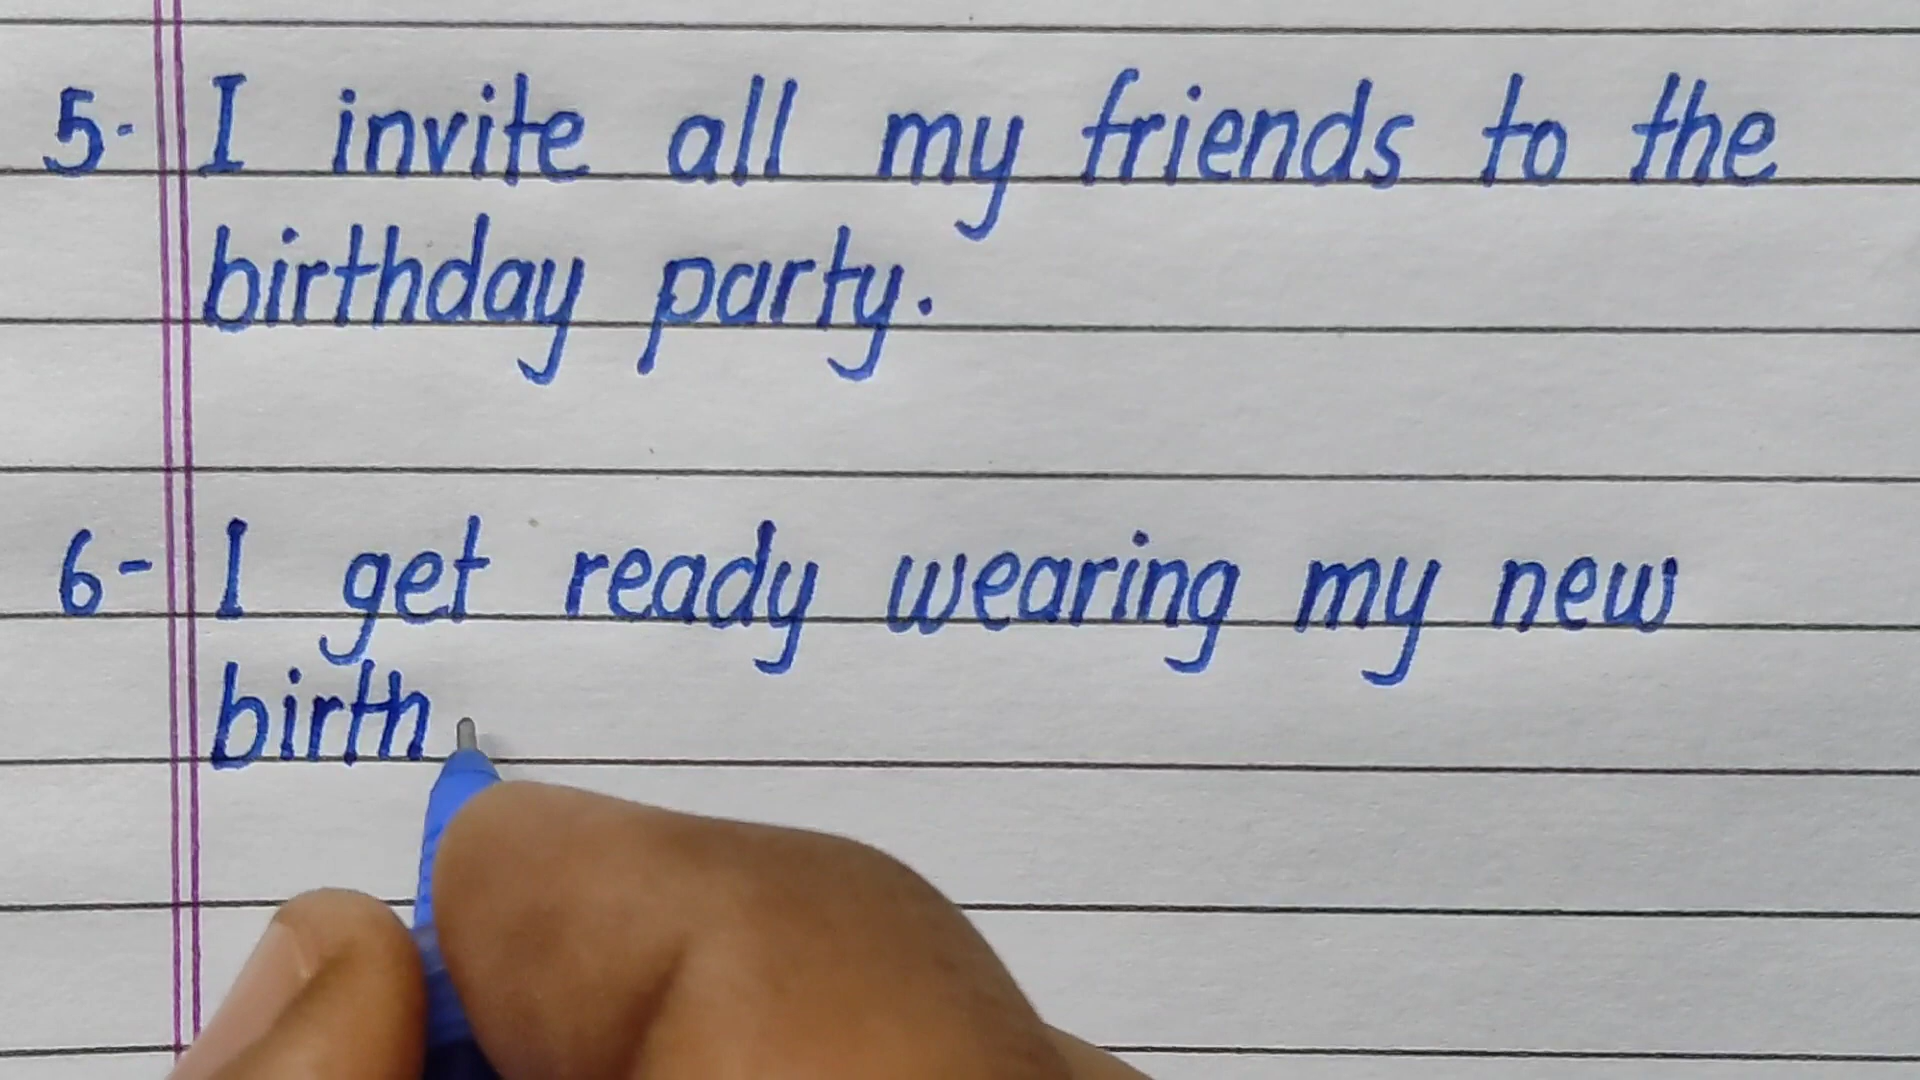 5- I invite all my friends to the
birthday party.
6- I get ready wearing my new
birth